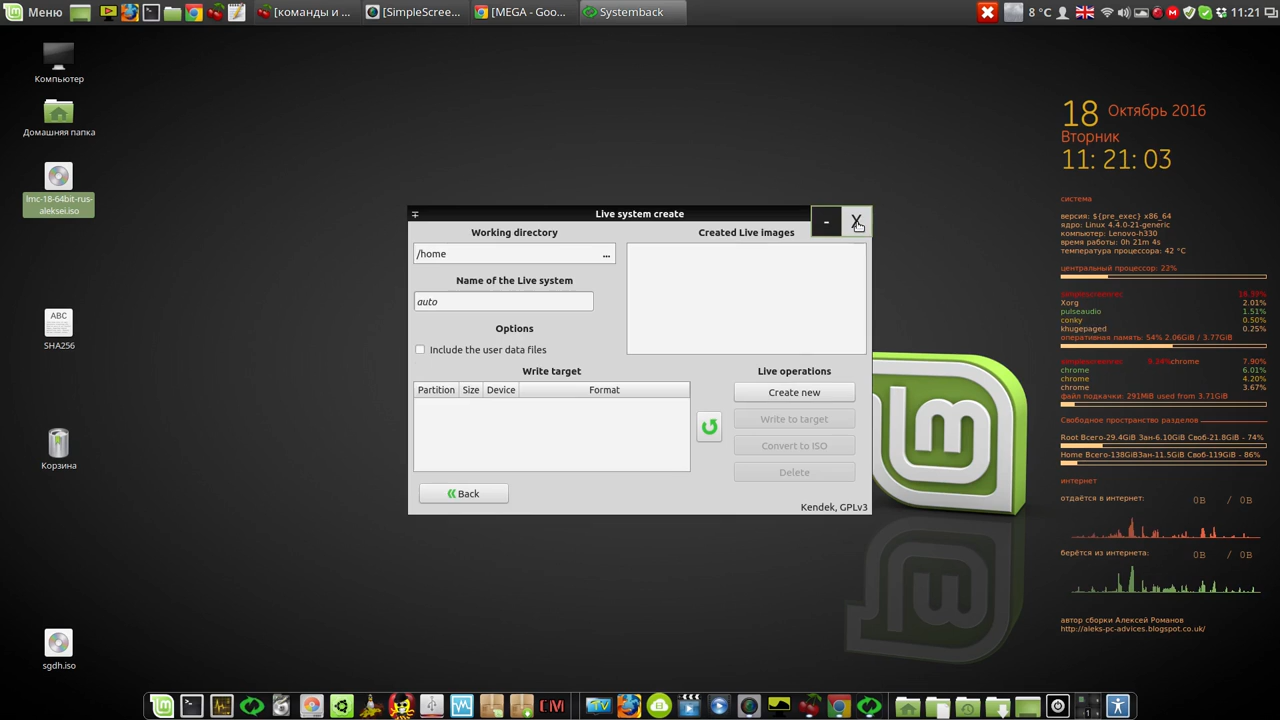 Меню
[команды и ...
[SimpleScree...
[MEGA - Goo...
Systemback
8 °C
11:21
Компьютер
Домашняя папка
lmc-18-64bit-rus-
aleksei.iso
ABC
SHA256
Корзина
sgdh.iso
Live system create
-
X
Working directory
/home
...
Name of the Live system
auto
Options
Include the user data files
Write target
Partition Size Device Format
Back
Created Live images
Live operations
Create new
Write to target
Convert to ISO
Delete
Kendek, GPLv3
18 Октябрь 2016
Вторник
11: 21: 03
система
версия: ${pre_exec} x86_64
ядро: Linux 4.4.0-21-generic
компьютер: Lenovo-h330
время работы: 0h 21m 4s
температура процессора: 42 °C
центральный процессор: 22%
simplescreenrec 16.39%
Xorg 2.01%
pulseaudio 1.51%
conky 0.50%
khugepaged 0.25%
оперативная память: 54% 2.06GiB / 3.77GiB
simplescreenrec 9.24%chrome 7.90%
chrome 6.01%
chrome 4.20%
chrome 3.67%
файл подкачки: 291MiB used from 3.71GiB
Свободное пространство разделов
Root Всего-29.4GiB Зан-6.10GiB Своб-21.8GiB - 74%
Home Всего-138GiBЗан-11.5GiB Своб-119GiB - 86%
интернет
отдаётся в интернет: 0B / 0B
берётся из интернета: 0B / 0B
автор сборки Алексей Романов
http://aleks-pc-advices.blogspot.co.uk/